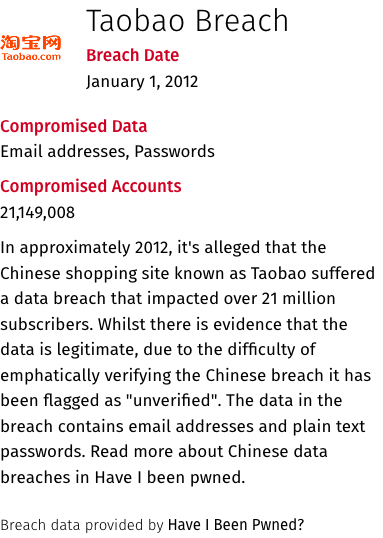 Taobao Breach
淘宝网
Taobao.com
Breach Date
January 1, 2012
Compromised Data
Email addresses, Passwords
Compromised Accounts
21,149,008
In approximately 2012, it's alleged that the
Chinese shopping site known as Taobao suffered
a data breach that impacted over 21 million
subscribers. Whilst there is evidence that the
data is legitimate, due to the difficulty of
emphatically verifying the Chinese breach it has
been flagged as "unverified". The data in the
breach contains email addresses and plain text
passwords. Read more about Chinese data
breaches in Have I been pwned.
Breach data provided by Have I Been Pwned?